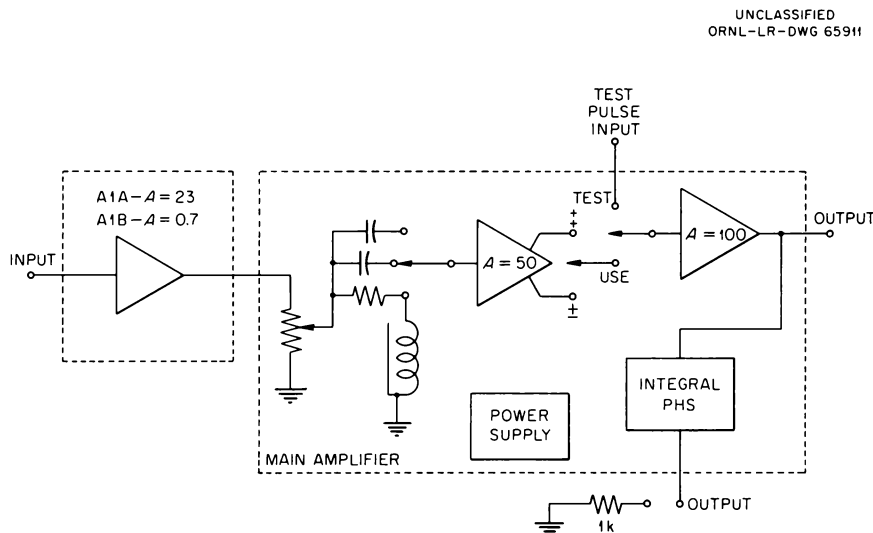 UNCLASSIFIED
ORNL-LR-DWG 65911
TEST
PULSE
INPUT
A1A-A=23
A1B-A=0.7
TEST
OUTPUT
INPUT
A=50
A=100
USE
INTEGRAL
PHS
POWER
SUPPLY
MAIN AMPLIFIER
OUTPUT
1k